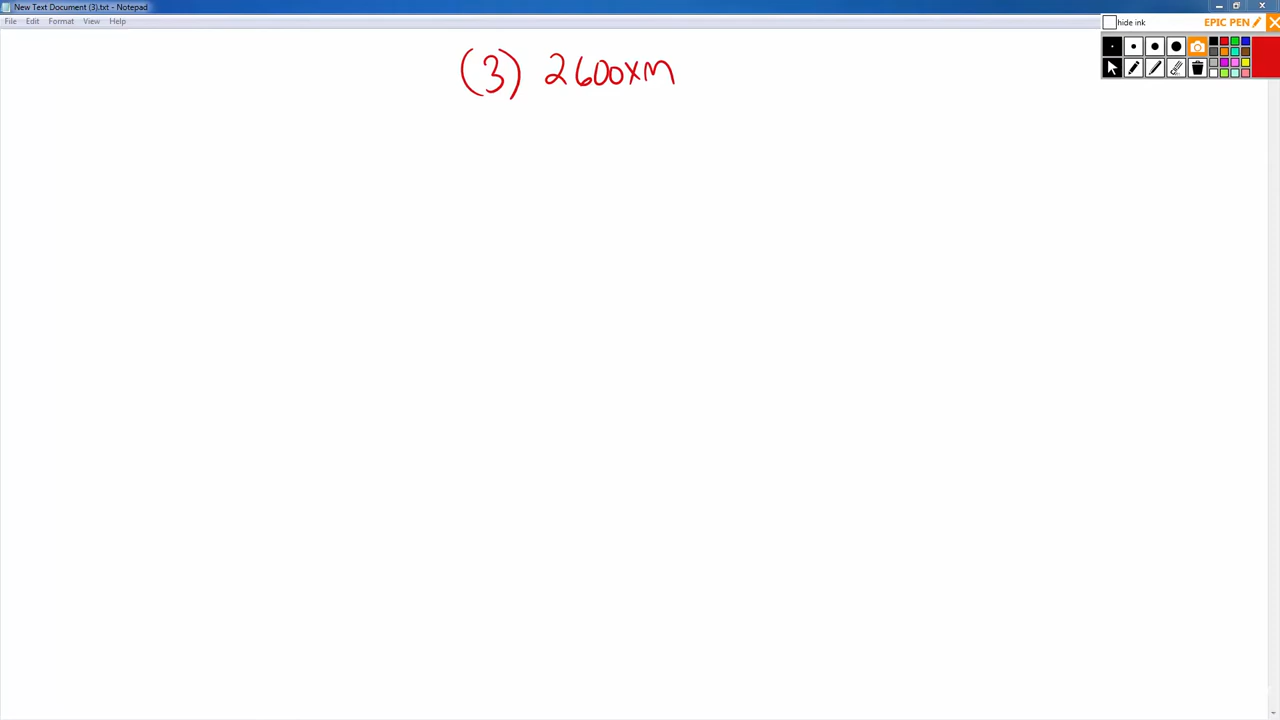 New Text Document (3).txt - Notepad
File Edit Format View Help
hide ink EPIC PEN
(3) 2600xm